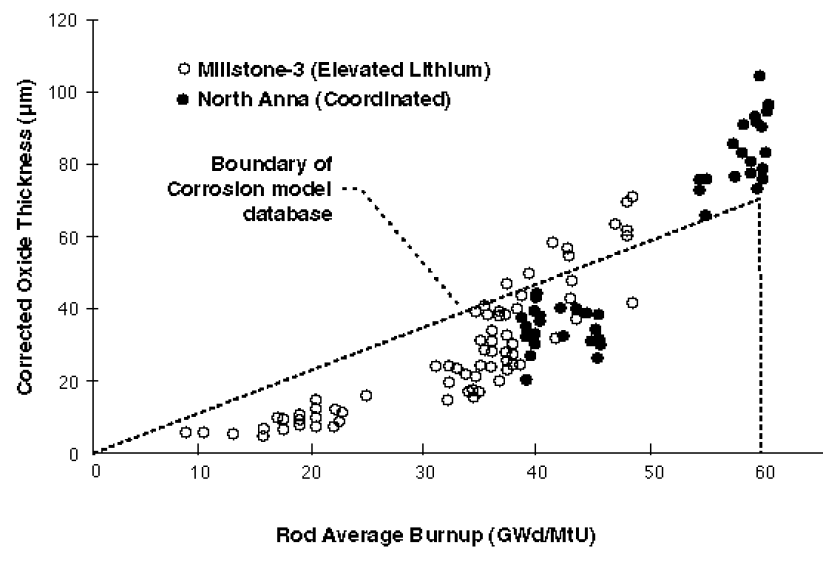 120
100
80
60
40
20
0
Corrected Oxide Thickness (µm)
Millstone-3 (Elevated Lithium)
North Anna (Coordinated)
Boundary of
Corrosion model
database
0 10 20 30 40 50 60
Rod Average Burnup (GWd/MtU)